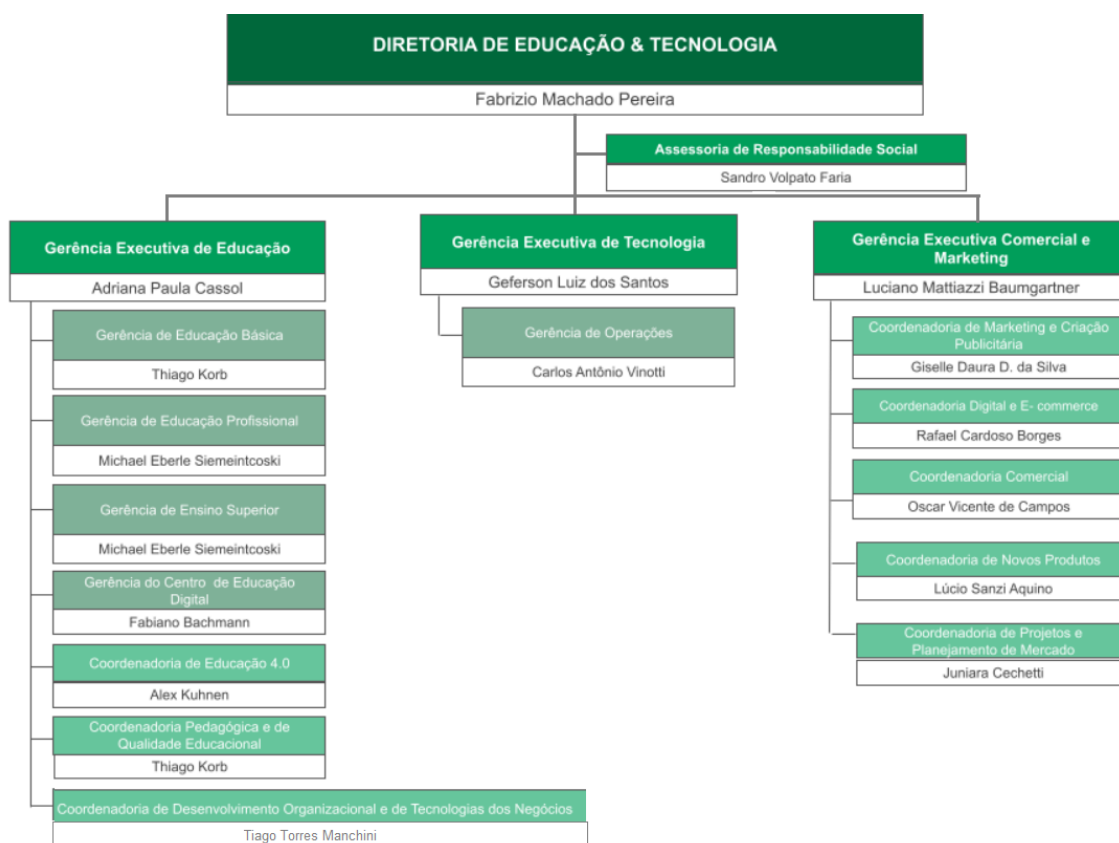 DIRETORIA DE EDUCAÇÃO & TECNOLOGIA
Fabrizio Machado Pereira
Assessoria de Responsabilidade Social
Sandro Volpato Faria
Gerência Executiva de Educação
Adriana Paula Cassol
Gerência de Educação Básica
Thiago Korb
Gerência de Educação Profissional
Michael Eberle Siemeintcoski
Gerência de Ensino Superior
Michael Eberle Siemeintcoski
Gerência do Centro de Educação
Digital
Fabiano Bachmann
Coordenadoria de Educação 4.0
Alex Kuhnen
Coordenadoria Pedagógica e de
Qualidade Educacional
Thiago Korb
Coordenadoria de Desenvolvimento Organizacional e de Tecnologias dos Negócios
Tiago Torres Manchini
Gerência Executiva de Tecnologia
Geferson Luiz dos Santos
Gerência de Operações
Carlos Antônio Vinotti
Gerência Executiva Comercial e
Marketing
Luciano Mattiazzi Baumgartner
Coordenadoria de Marketing e Criação
Publicitária
Giselle Daura D. da Silva
Coordenadoria Digital e E- commerce
Rafael Cardoso Borges
Coordenadoria Comercial
Oscar Vicente de Campos
Coordenadoria de Novos Produtos
Lúcio Sanzi Aquino
Coordenadoria de Projetos e
Planejamento de Mercado
Juniara Cechetti